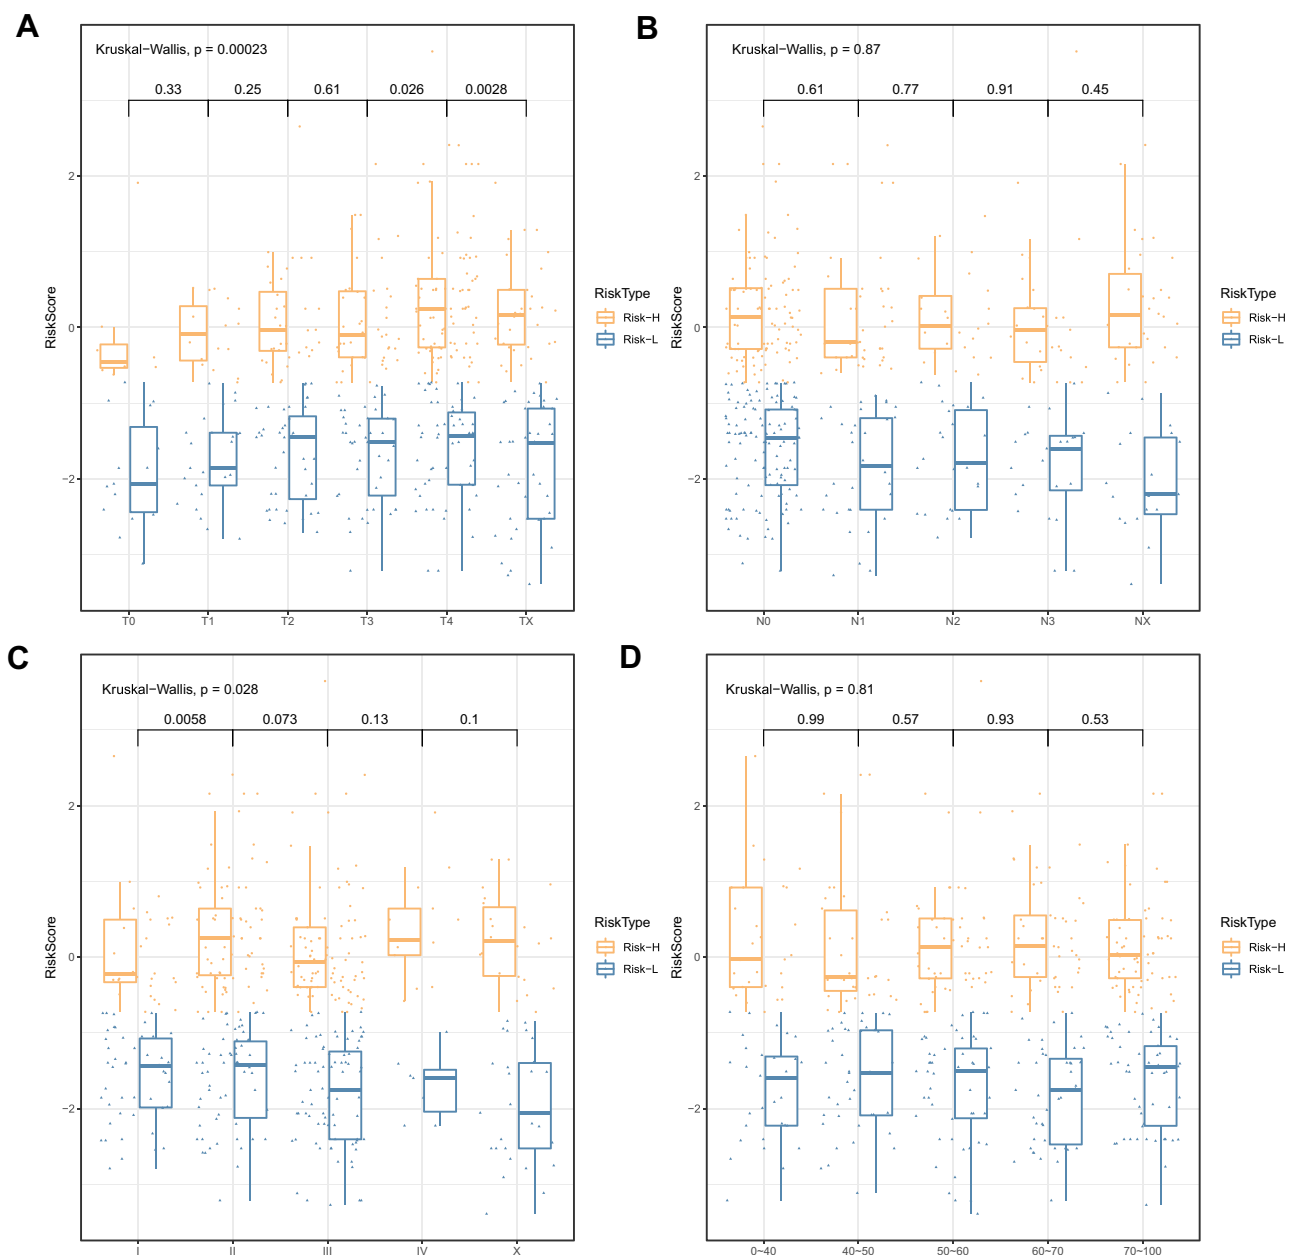 A
Kruskal−Wallis, p = 0.00023
0.33 0.25 0.61 0.026 0.0028
2
0
−2
RiskScore
T0 T1 T2 T3 T4 TX
RiskType
Risk−H
Risk−L
B
Kruskal−Wallis, p = 0.87
0.61 0.77 0.91 0.45
2
0
−2
RiskScore
N0 N1 N2 N3 NX
RiskType
Risk−H
Risk−L
C
Kruskal−Wallis, p = 0.028
0.0058 0.073 0.13 0.1
2
0
−2
RiskScore
I II III IV X
RiskType
Risk−H
Risk−L
D
Kruskal−Wallis, p = 0.81
0.99 0.57 0.93 0.53
2
0
−2
RiskScore
0~40 40~50 50~60 60~70 70~100
RiskType
Risk−H
Risk−L